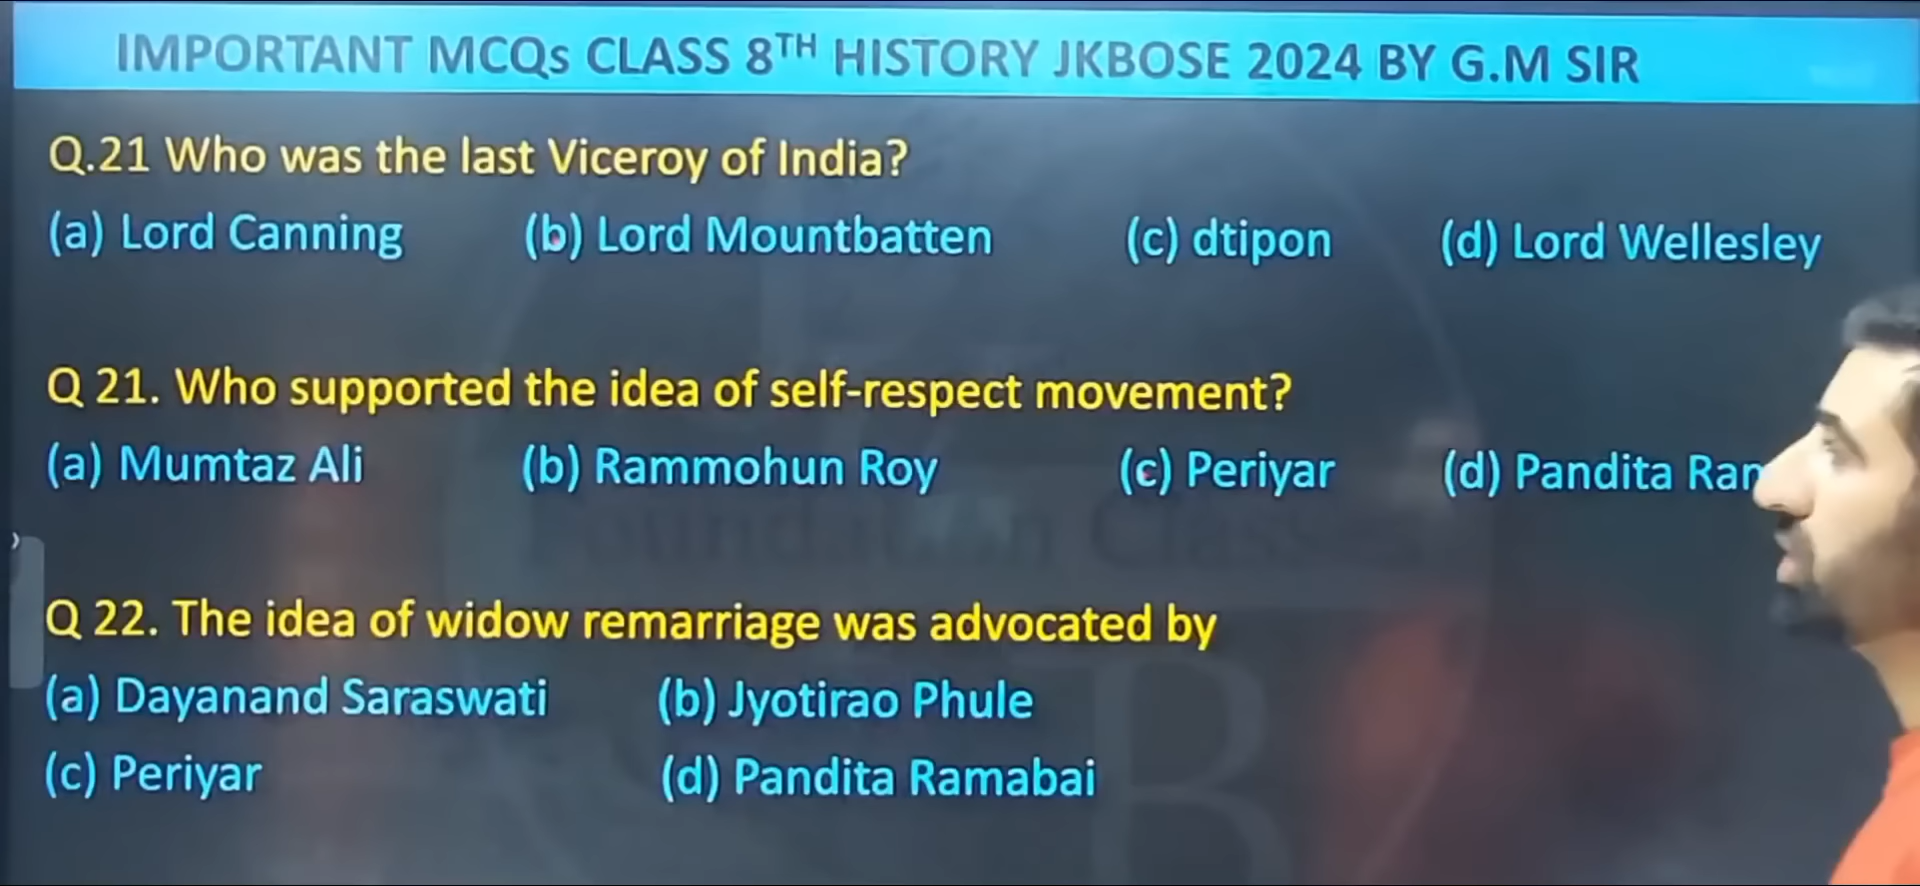 IMPORTANT MCQs CLASS 8TH HISTORY JKBOSE 2024 BY G.M SIR
Q.21 Who was the last Viceroy of India?
(a) Lord Canning (b) Lord Mountbatten (c) dtipon (d) Lord Wellesley
Q 21. Who supported the idea of self-respect movement?
(a) Mumtaz Ali (b) Rammohun Roy (c) Periyar (d) Pandita
Foundation Classes
Q 22. The idea of widow remarriage was advocated by
(a) Dayanand Saraswati (b) Jyotirao Phule
(c) Periyar (d) Pandita Ramabai